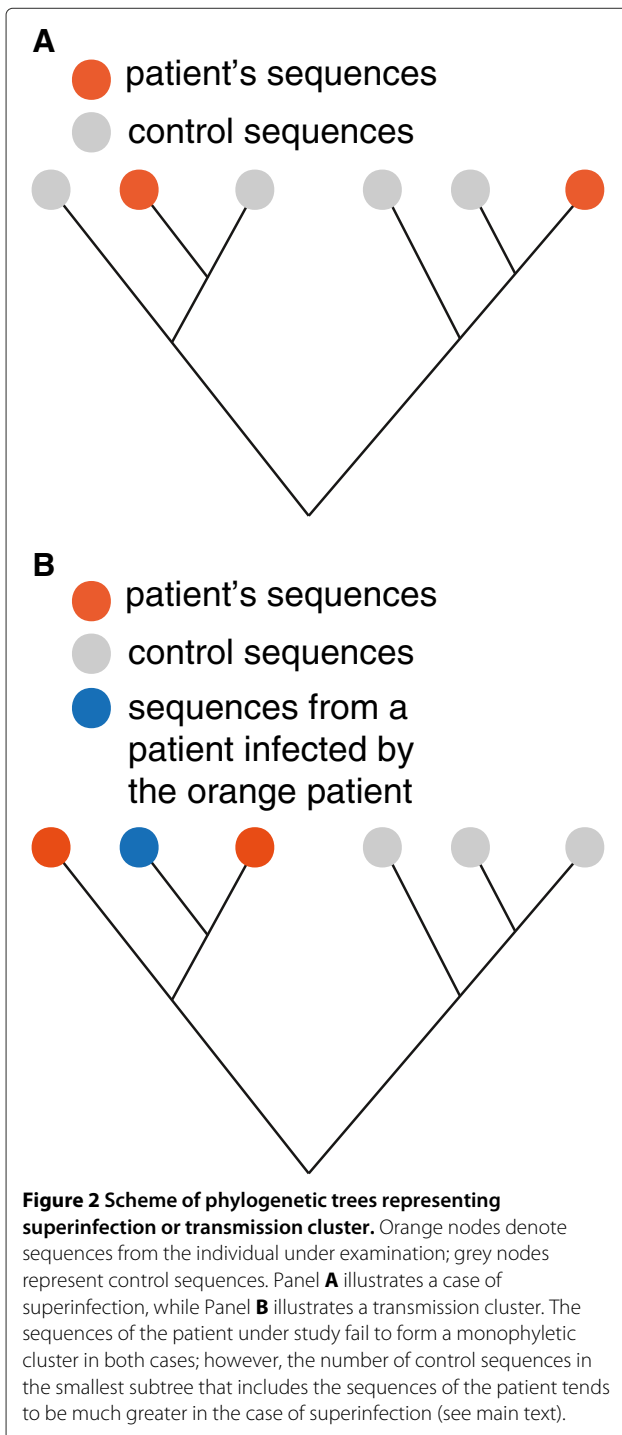 A
patient's sequences
control sequences
B
patient's sequences
control sequences
sequences from a
patient infected by
the orange patient
Figure 2 Scheme of phylogenetic trees representing
superinfection or transmission cluster. Orange nodes denote
sequences from the individual under examination; grey nodes
represent control sequences. Panel A illustrates a case of
superinfection, while Panel B illustrates a transmission cluster. The
sequences of the patient under study fail to form a monophyletic
cluster in both cases; however, the number of control sequences in
the smallest subtree that includes the sequences of the patient tends
to be much greater in the case of superinfection (see main text).